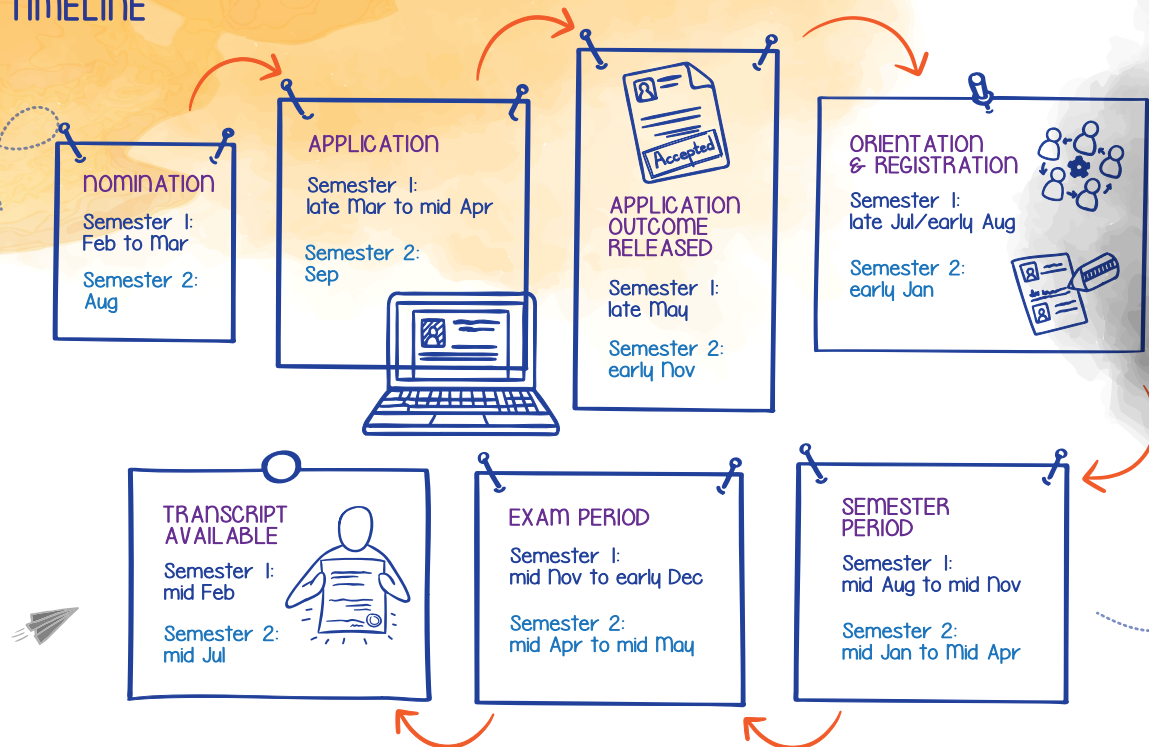 TIMELINE
NOMINATION
Semester 1:
Feb to Mar
Semester 2:
Aug
APPLICATION
Semester 1:
late Mar to mid Apr
Semester 2:
Sep
Accepted
APPLICATION
OUTCOME
RELEASED
Semester 1:
late May
Semester 2:
early Nov
ORIENTATION
& REGISTRATION
Semester 1:
late Jul/early Aug
Semester 2:
early Jan
SEMESTER
PERIOD
Semester 1:
mid Aug to mid Nov
Semester 2:
mid Jan to Mid Apr
EXAM PERIOD
Semester 1:
mid Nov to early Dec
Semester 2:
mid Apr to mid May
TRANSCRIPT
AVAILABLE
Semester 1:
mid Feb
Semester 2:
mid Jul